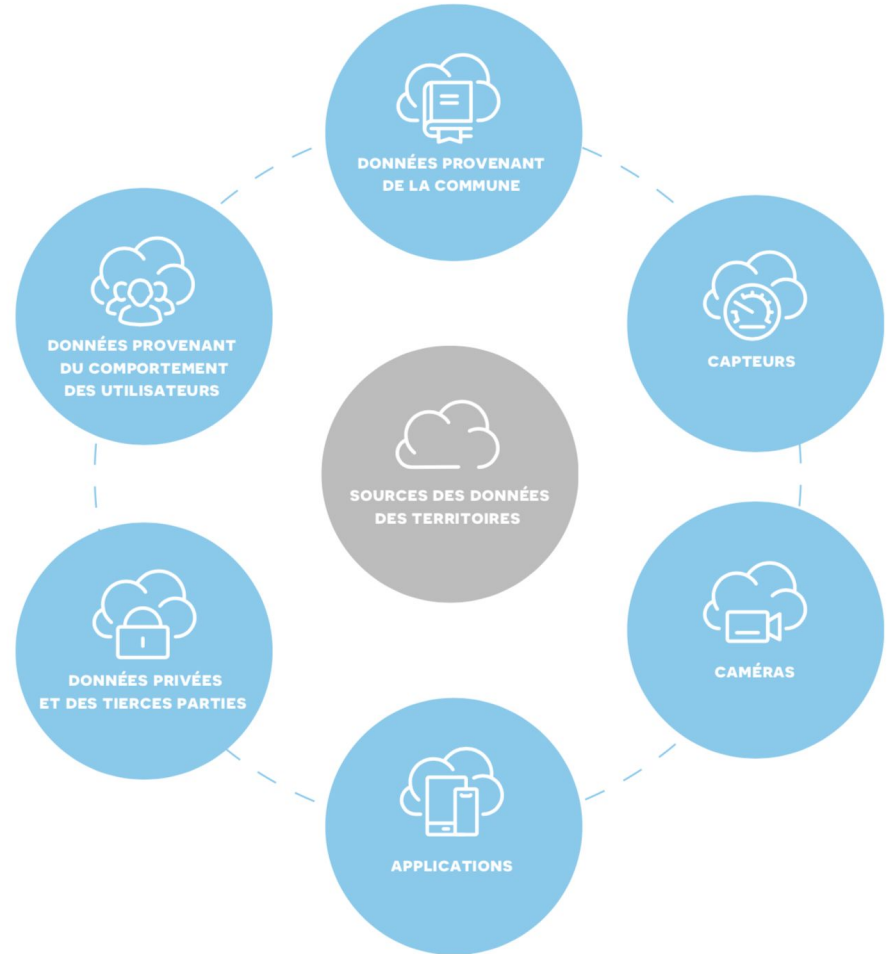 DONNÉES PROVENANT
DE LA COMMUNE
DONNÉES PROVENANT
DU COMPORTEMENT
DES UTILISATEURS
CAPTEURS
SOURCES DES DONNÉES
DES TERRITOIRES
DONNÉES PRIVÉES
ET DES TIERCES PARTIES
CAMÉRAS
APPLICATIONS